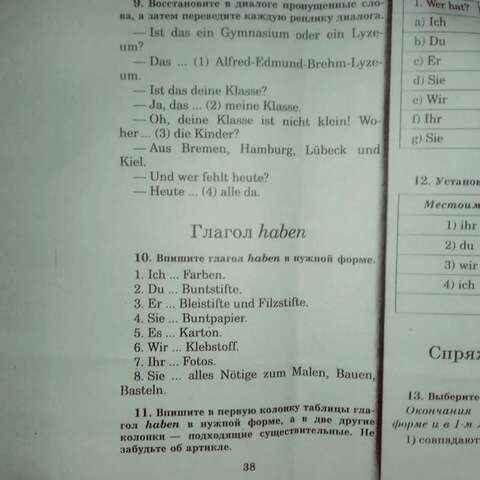 9. Восстановите в диалоге пропущенные сло-
ва, а затем переведите каждую реплику диалога.
— Ist das ein Gymnasium oder ein Lyze-
um?
— Das ... (1) Alfred-Edmund-Brehm-Lyze-
um.
— Ist das deine Klasse?
— Ja, das ... (2) meine Klasse.
— Oh, deine Klasse ist nicht klein! Wo-
her ... (3) die Kinder?
— Aus Bremen, Hamburg, Lübeck und
Kiel.
— Und wer fehlt heute?
— Heute ... (4) alle da.
Глагол haben
10. Впишите глагол haben в нужной форме.
1. Ich ... Farben.
2. Du ... Buntstifte.
3. Er ... Bleistifte und Filzstifte.
4. Sie ... Buntpapier.
5. Es ... Karton.
6. Wir ... Klebstoff.
7. Ihr ... Fotos.
8. Sie ... alles Nötige zum Malen, Bauen,
Basteln.
11. Впишите в первую колонку таблицы гла-
гол haben в нужной форме, а в две другие
колонки — подходящие существительные. Не
забудьте об артикле.
38
1. Wer hat?
a) Ich
b) Du
c) Er
d) Sie
e) Wir
f) Ihr
g) Sie
12. Установ
Местоим
1) ihr
2) du
3) wir
4) ich
Спряж
13. Выберите
Окончания
форме и в 1-м л
1) совпадают